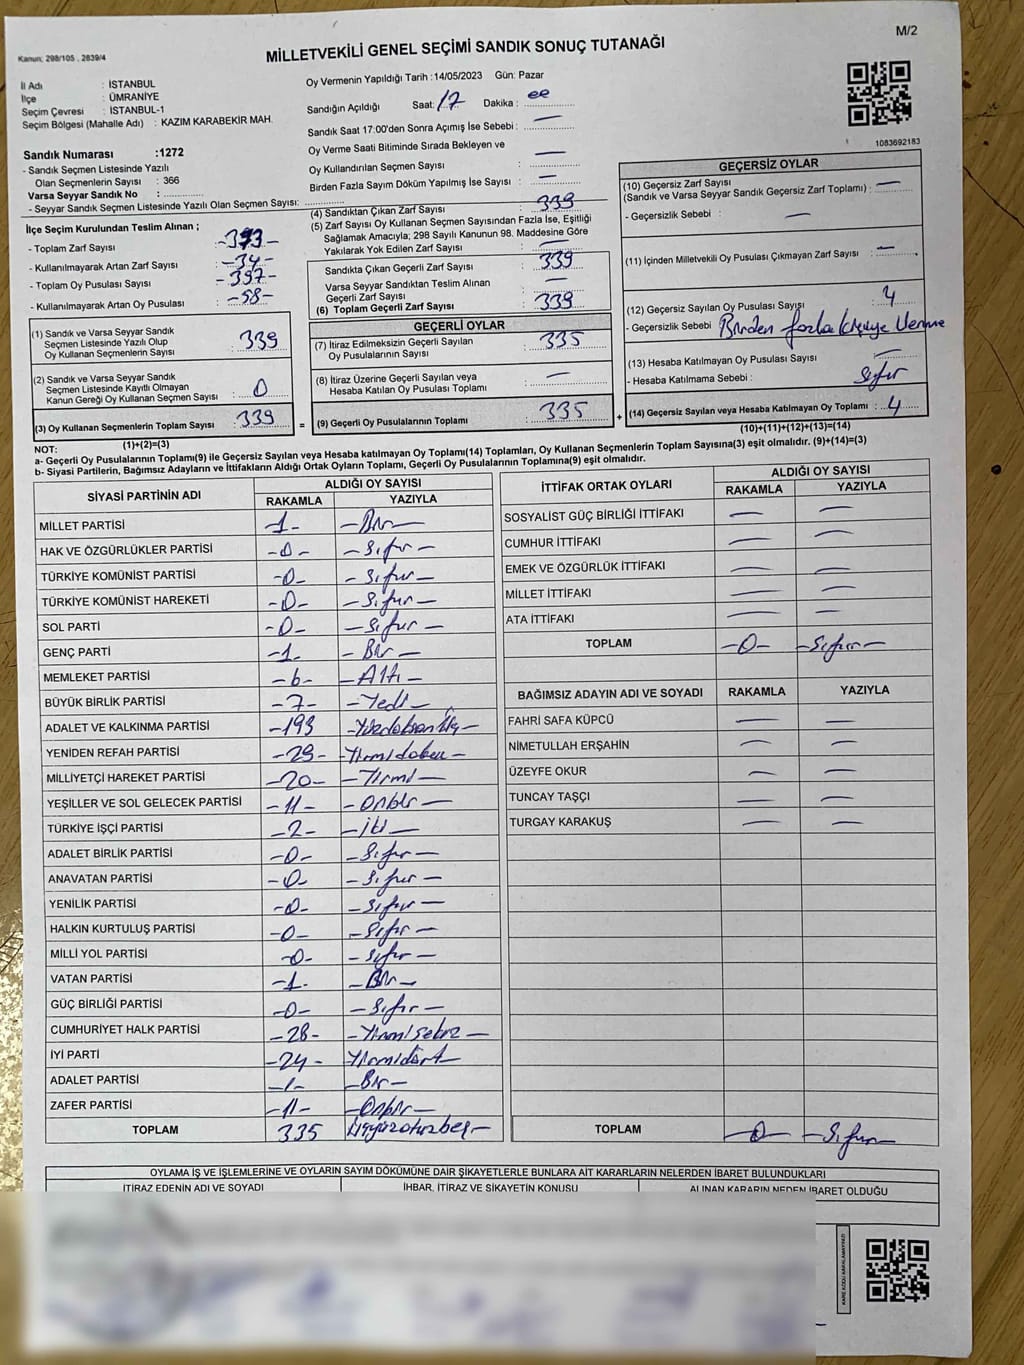 M/2
Kanun: 298/105 , 2839/4
MİLLETVEKİLİ GENEL SEÇİMİ SANDIK SONUÇ TUTANAĞI
İl Adı : İSTANBUL
İlçe : ÜMRANİYE
Seçim Çevresi : İSTANBUL-1
Seçim Bölgesi (Mahalle Adı) : KAZIM KARABEKİR MAH.
Sandık Numarası :1272
- Sandık Seçmen Listesinde Yazılı
Olan Seçmenlerin Sayısı : 366
Varsa Seyyar Sandık No :
- Seyyar Sandık Seçmen Listesinde Yazılı Olan Seçmen Sayısı:
Oy Vermenin Yapıldığı Tarih :14/05/2023 Gün: Pazar
Sandığın Açıldığı Saat: 17 Dakika :
Sandık Saat 17:00'den Sonra Açımış İse Sebebi : —
Oy Verme Saati Bitiminde Sırada Bekleyen ve
Oy Kullandırılan Seçmen Sayısı : —
Birden Fazla Sayım Döküm Yapılmış İse Sayısı : —
1083692183
İlçe Seçim Kurulundan Teslim Alınan ;
- Toplam Zarf Sayısı : -373-
- Kullanılmayarak Artan Zarf Sayısı : -34-
- Toplam Oy Pusulası Sayısı : -397-
- Kullanılmayarak Artan Oy Pusulası : -58-
(1) Sandık ve Varsa Seyyar Sandık
Seçmen Listesinde Yazılı Olup
Oy Kullanan Seçmenlerin Sayısı : 339
(2) Sandık ve Varsa Seyyar Sandık
Seçmen Listesinde Kayıtlı Olmayan
Kanun Gereği Oy Kullanan Seçmen Sayısı : 0
(3) Oy Kullanan Seçmenlerin Toplam Sayısı : 339
(1)+(2)=(3)
(4) Sandıktan Çıkan Zarf Sayısı : 339
(5) Zarf Sayısı Oy Kullanan Seçmen Sayısından Fazla İse, Eşitliği
Sağlamak Amacıyla; 298 Sayılı Kanunun 98. Maddesine Göre
Yakılarak Yok Edilen Zarf Sayısı : —
Sandıkta Çıkan Geçerli Zarf Sayısı : 339
Varsa Seyyar Sandıktan Teslim Alınan
Geçerli Zarf Sayısı : —
(6) Toplam Geçerli Zarf Sayısı : 339
GEÇERLİ OYLAR
(7) İtiraz Edilmeksizin Geçerli Sayılan
Oy Pusulalarının Sayısı : 335
(8) İtiraz Üzerine Geçerli Sayılan veya
Hesaba Katılan Oy Pusulası Toplamı : —
= (9) Geçerli Oy Pusulalarının Toplamı : 335 +
GEÇERSİZ OYLAR
(10) Geçersiz Zarf Sayısı
(Sandık ve Varsa Seyyar Sandık Geçersiz Zarf Toplamı) : —
- Geçersizlik Sebebi : —
(11) İçinden Milletvekili Oy Pusulası Çıkmayan Zarf Sayısı : —
(12) Geçersiz Sayılan Oy Pusulası Sayısı : 4
- Geçersizlik Sebebi : Birden fazla kişiye Verme
(13) Hesaba Katılmayan Oy Pusulası Sayısı : —
- Hesaba Katılmama Sebebi : Sıfır
(14) Geçersiz Sayılan veya Hesaba Katılmayan Oy Toplamı : 4
(10)+(11)+(12)+(13)=(14)
NOT:
a- Geçerli Oy Pusulalarının Toplamı(9) ile Geçersiz Sayılan veya Hesaba katılmayan Oy Toplamı(14) Toplamları, Oy Kullanan Seçmenlerin Toplam Sayısına(3) eşit olmalıdır. (9)+(14)=(3)
b- Siyasi Partilerin, Bağımsız Adayların ve İttifakların Aldığı Ortak Oyların Toplamı, Geçerli Oy Pusulalarının Toplamına(9) eşit olmalıdır.
SİYASİ PARTİNİN ADI ALDIĞI OY SAYISI
RAKAMLA YAZIYLA
MİLLET PARTİSİ -1- -Bir-
HAK VE ÖZGÜRLÜKLER PARTİSİ -0- -Sıfır-
TÜRKİYE KOMÜNİST PARTİSİ -0- -Sıfır-
TÜRKİYE KOMÜNİST HAREKETİ -0- -Sıfır-
SOL PARTİ -0- -Sıfır-
GENÇ PARTİ -1- -Bir-
MEMLEKET PARTİSİ -6- -Altı-
BÜYÜK BİRLİK PARTİSİ -7- -Yedi-
ADALET VE KALKINMA PARTİSİ -193 -Yüzdoksanüç-
YENİDEN REFAH PARTİSİ -29- -Yirmidokuz-
MİLLİYETÇİ HAREKET PARTİSİ -20- -Yirmi-
YEŞİLLER VE SOL GELECEK PARTİSİ -11- -Onbir-
TÜRKİYE İŞÇİ PARTİSİ -2- -İki-
ADALET BİRLİK PARTİSİ -0- -Sıfır-
ANAVATAN PARTİSİ -0- -Sıfır-
YENİLİK PARTİSİ -0- -Sıfır-
HALKIN KURTULUŞ PARTİSİ -0- -Sıfır-
MİLLİ YOL PARTİSİ -0- -Sıfır-
VATAN PARTİSİ -1- -Bir-
GÜÇ BİRLİĞİ PARTİSİ -0- -Sıfır-
CUMHURİYET HALK PARTİSİ -28- -Yirmisekiz-
İYİ PARTİ -24- -Yirmidört-
ADALET PARTİSİ -1- -Bir-
ZAFER PARTİSİ -11- -Onbir-
TOPLAM 335 Üçyüzotuzbeş-
İTTİFAK ORTAK OYLARI ALDIĞI OY SAYISI
RAKAMLA YAZIYLA
SOSYALİST GÜÇ BİRLİĞİ İTTİFAKI — —
CUMHUR İTTİFAKI — —
EMEK VE ÖZGÜRLÜK İTTİFAKI — —
MİLLET İTTİFAKI — —
ATA İTTİFAKI — —
TOPLAM -0- -Sıfır-
BAĞIMSIZ ADAYIN ADI VE SOYADI RAKAMLA YAZIYLA
FAHRİ SAFA KÜPCÜ — —
NİMETULLAH ERŞAHİN — —
ÜZEYFE OKUR — —
TUNCAY TAŞÇI — —
TURGAY KARAKUŞ — —
TOPLAM -0- -Sıfır-
OYLAMA İŞ VE İŞLEMLERİNE VE OYLARIN SAYIM DÖKÜMÜNE DAİR ŞİKAYETLERLE BUNLARA AİT KARARLARIN NELERDEN İBARET BULUNDUKLARI
İTİRAZ EDENİN ADI VE SOYADI İHBAR, İTİRAZ VE ŞİKAYETİN KONUSU ALINAN KARARIN NEDEN İBARET OLDUĞU
KARE KODU KARALAMAYINIZ!